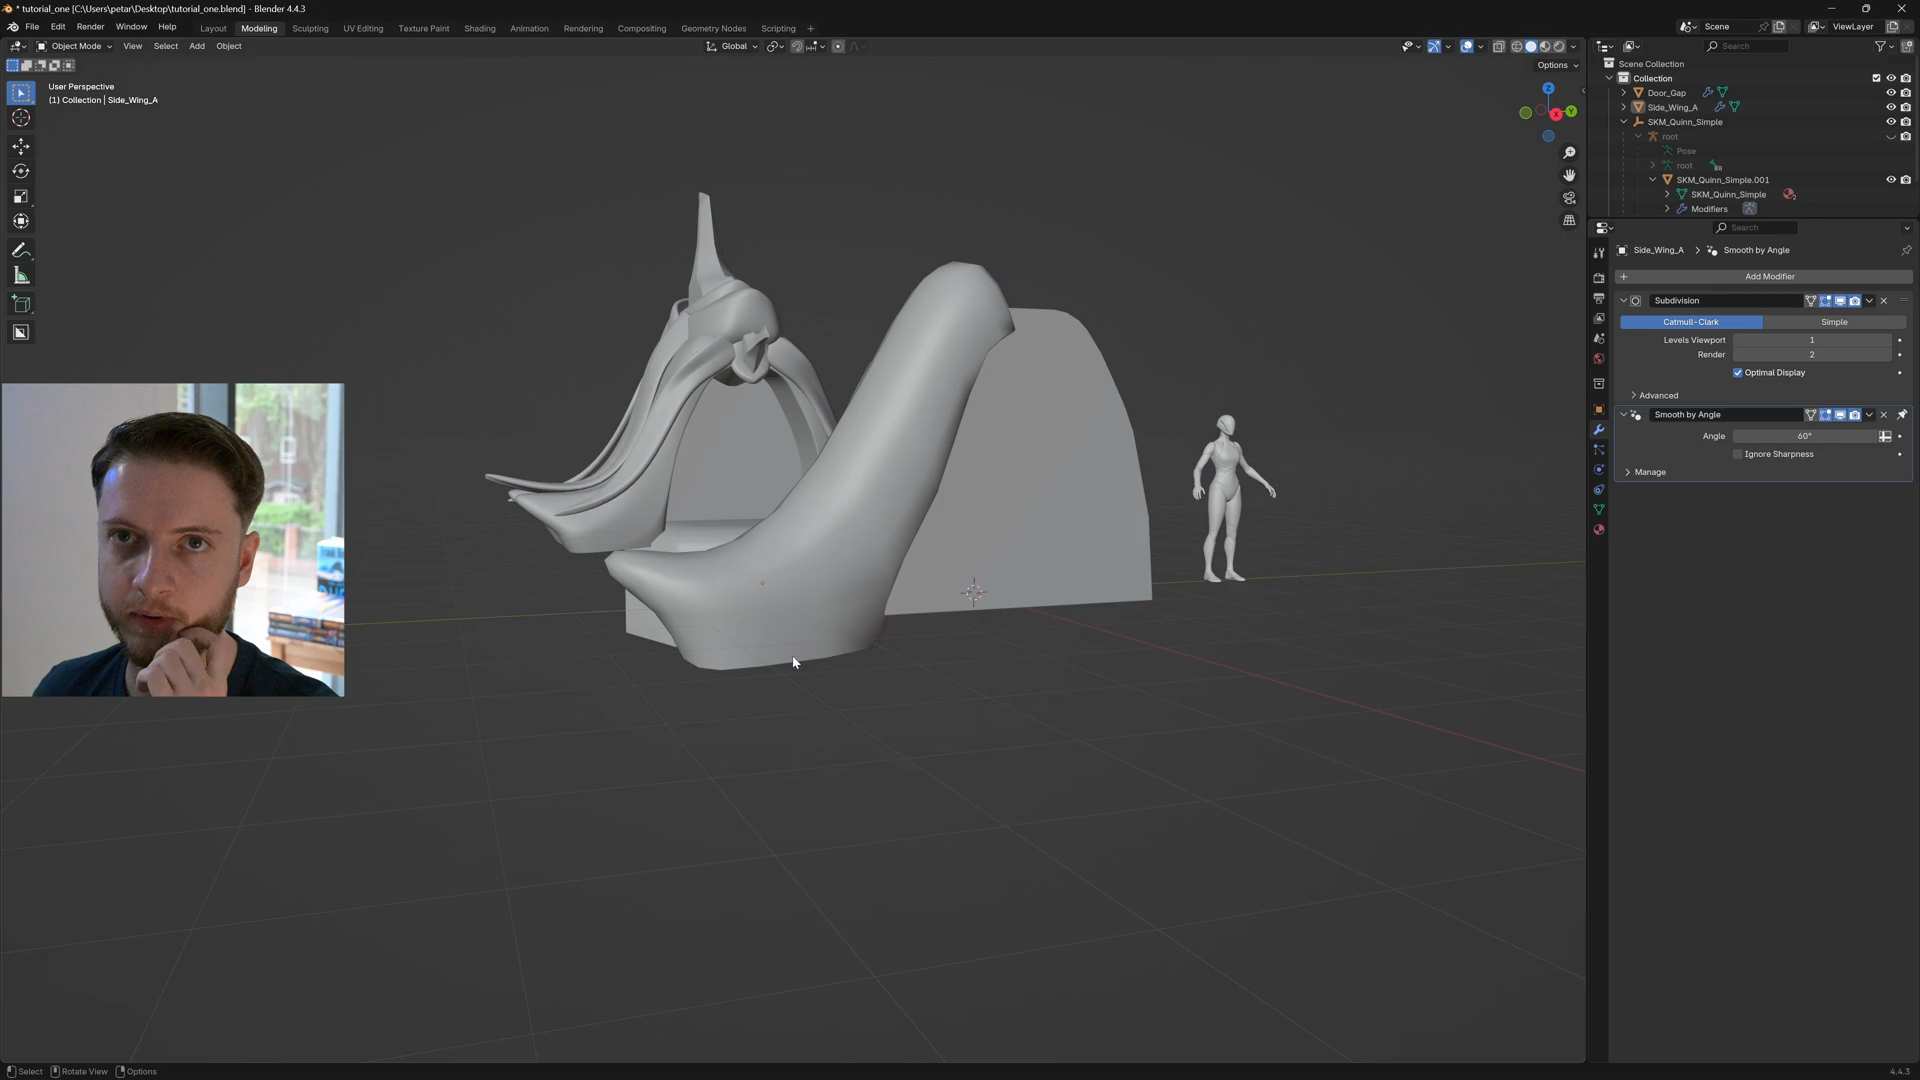 * tutorial_one [C:\Users\petar\Desktop\tutorial_one.blend] - Blender 4.4.3
File Edit Render Window Help
Layout Modeling Sculpting UV Editing Texture Paint Shading Animation Rendering Compositing Geometry Nodes Scripting +
Scene
ViewLayer
Object Mode View Select Add Object
Global
Options
User Perspective
(1) Collection | Side_Wing_A
Z
Y
X
Search
Scene Collection
Collection
Door_Gap
Side_Wing_A
SKM_Quinn_Simple
root
Pose
root
SKM_Quinn_Simple.001
SKM_Quinn_Simple
2
Modifiers
Search
Side_Wing_A > Smooth by Angle
Add Modifier
Subdivision
Catmull-Clark Simple
Levels Viewport 1
Render 2
Optimal Display
Advanced
Smooth by Angle
Angle 60°
Ignore Sharpness
Manage
Select Rotate View Options
4.4.3